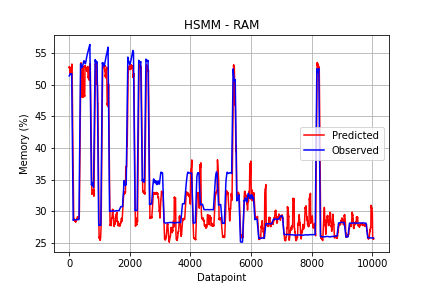 HSMM - RAM
Memory (%)
55
50
45
40
35
30
25
Predicted
Observed
0
2000
4000
6000
8000
10000
Datapoint